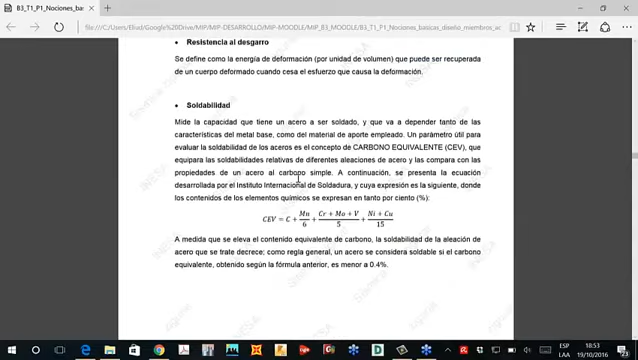 B3_T1_P1_Nociones_bas
file:///C:/Users/Elivd/Google%20Drive/MIP/MIP-DESARROLLO/MIP-MOODLE/MIP_B3_MOODLE/B3_T1_P1_Nociones_baisicas_diseño_miembros_ac
• Resistencia al desgarro
Se define como la energía de deformación (por unidad de volumen) que puede ser recuperada
de un cuerpo deformado cuando cesa el esfuerzo que causa la deformación.
• Soldabilidad
Mide la capacidad que tiene un acero a ser soldado, y que va a depender tanto de las
características del metal base, como del material de aporte empleado. Un parámetro útil para
evaluar la soldabilidad de los aceros es el concepto de CARBONO EQUIVALENTE (CEV), que
equipara las soldabilidades relativas de diferentes aleaciones de acero y las compara con las
propiedades de un acero al carbono simple. A continuación, se presenta la ecuación
desarrollada por el Instituto Internacional de Soldadura, y cuya expresión es la siguiente, donde
los contenidos de los elementos químicos se expresan en tanto por ciento (%):
CEV = C + Mn/6 + (Cr + Mo + V)/5 + (Ni + Cu)/15
A medida que se eleva el contenido equivalente de carbono, la soldabilidad de la aleación de
acero que se trate decrece; como regla general, un acero se considera soldable si el carbono
equivalente, obtenido según la fórmula anterior, es menor a 0.4%.
ESP 18:53
LAA 19/10/2016